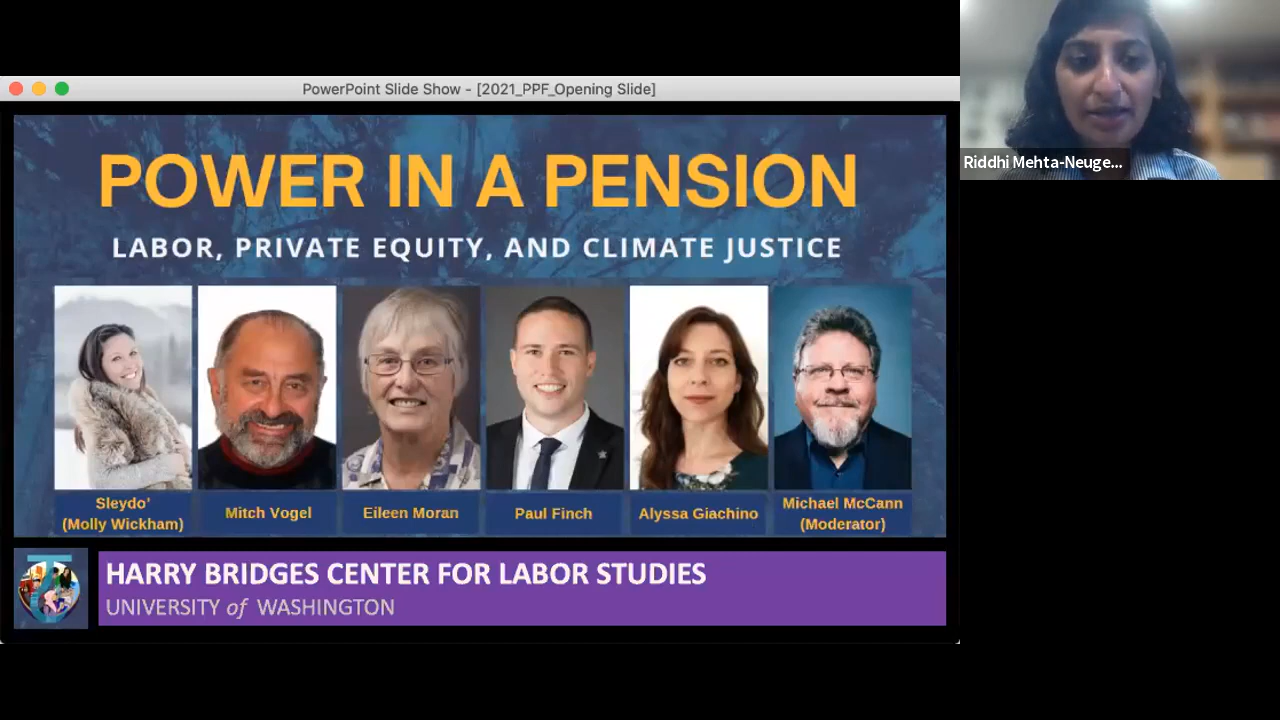 PowerPoint Slide Show - [2021_PPF_Opening Slide]
POWER IN A PENSION
LABOR, PRIVATE EQUITY, AND CLIMATE JUSTICE
Sleydo'
(Molly Wickham)
Mitch Vogel
Eileen Moran
Paul Finch
Alyssa Giachino
Michael McCann
(Moderator)
HARRY BRIDGES CENTER FOR LABOR STUDIES
UNIVERSITY of WASHINGTON
Riddhi Mehta-Neuge...